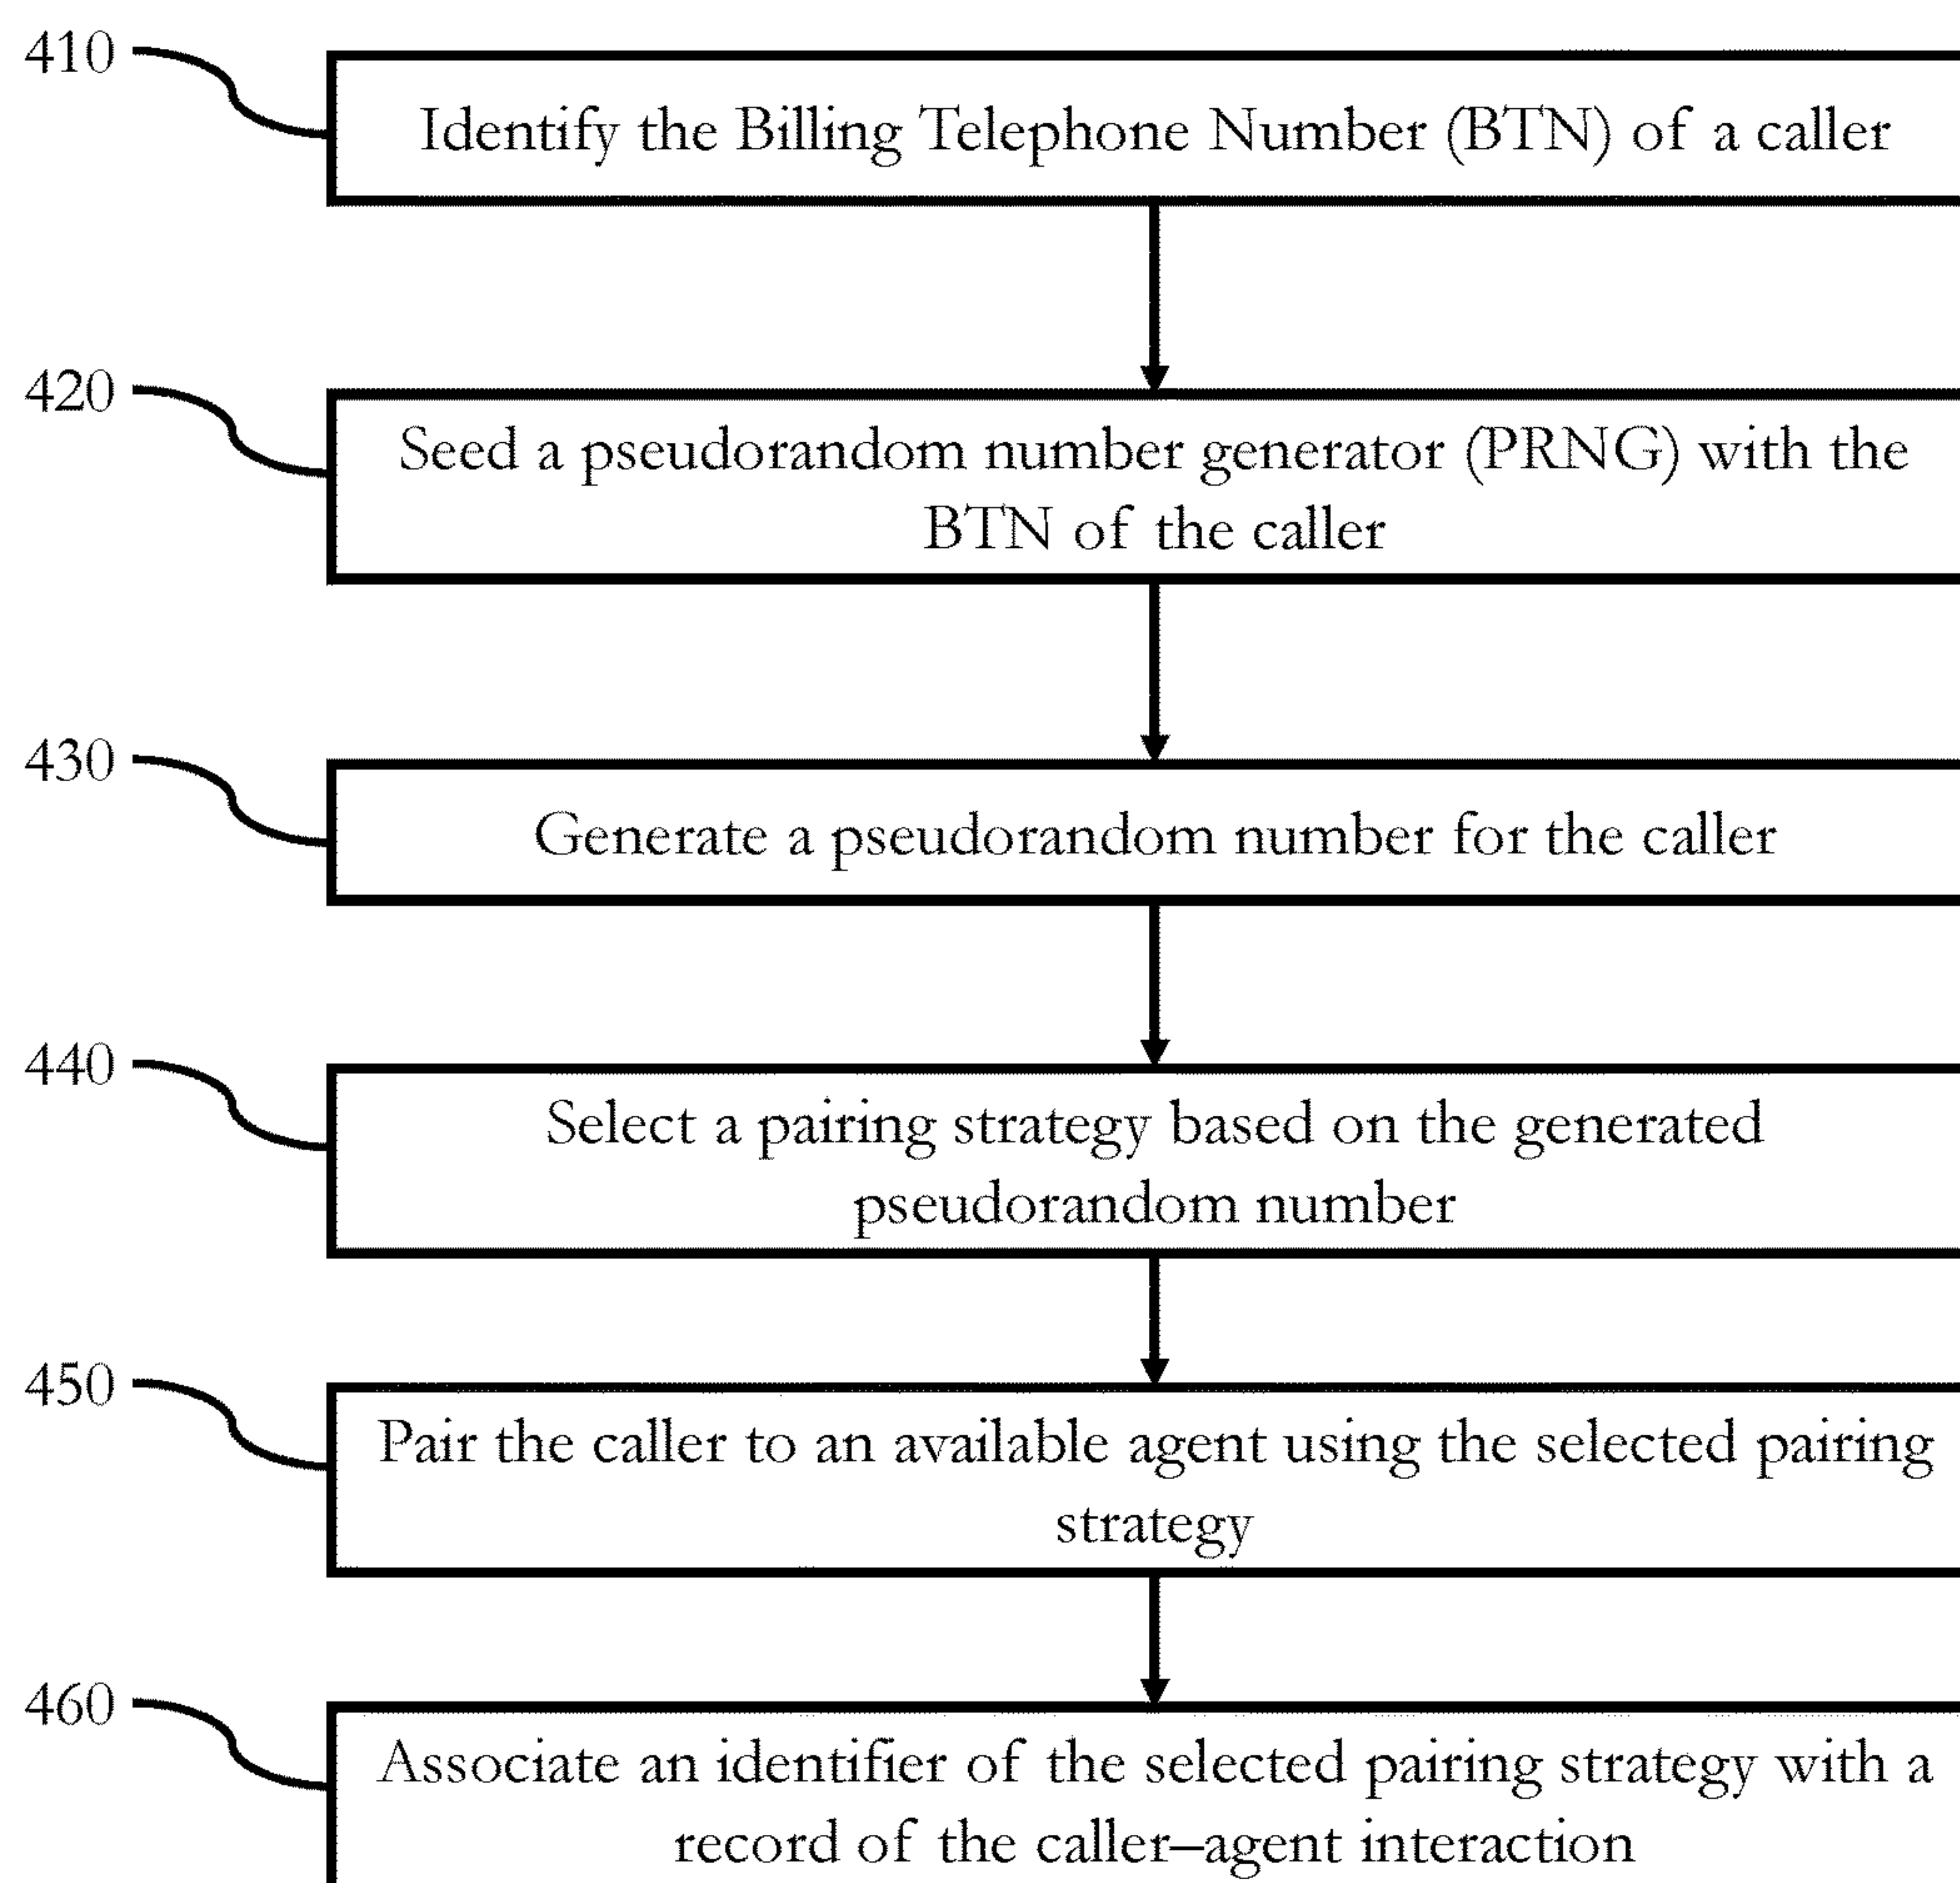 410
Identify the Billing Telephone Number (BTN) of a caller
420
Seed a pseudorandom number generator (PRNG) with the
BTN of the caller
430
Generate a pseudorandom number for the caller
440
Select a pairing strategy based on the generated
pseudorandom number
450
Pair the caller to an available agent using the selected pairing
strategy
460
Associate an identifier of the selected pairing strategy with a
record of the caller–agent interaction